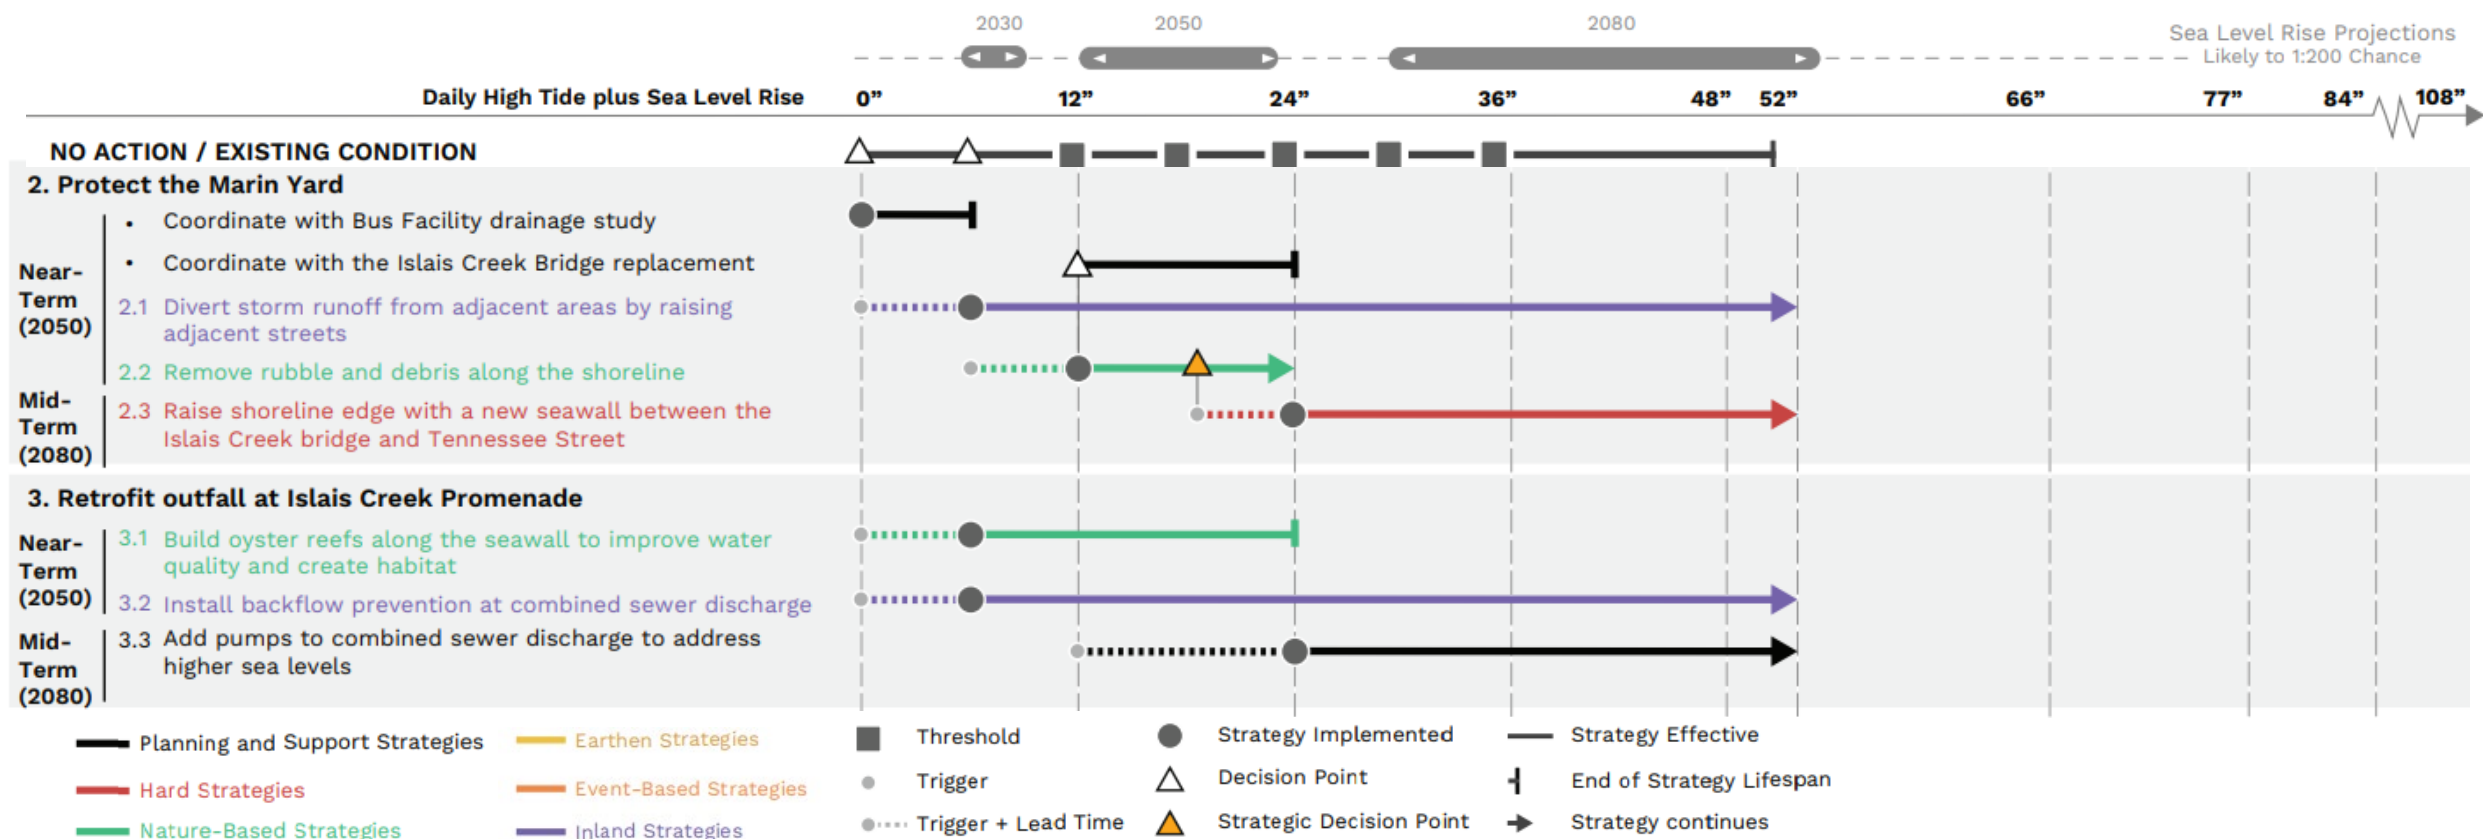 2030 2050 2080
Sea Level Rise Projections
Likely to 1:200 Chance
Daily High Tide plus Sea Level Rise 0” 12” 24” 36” 48” 52” 66” 77” 84” 108”
NO ACTION / EXISTING CONDITION
2. Protect the Marin Yard
Near-
Term
(2050)
• Coordinate with Bus Facility drainage study
• Coordinate with the Islais Creek Bridge replacement
2.1 Divert storm runoff from adjacent areas by raising
adjacent streets
2.2 Remove rubble and debris along the shoreline
Mid-
Term
(2080)
2.3 Raise shoreline edge with a new seawall between the
Islais Creek bridge and Tennessee Street
3. Retrofit outfall at Islais Creek Promenade
Near-
Term
(2050)
3.1 Build oyster reefs along the seawall to improve water
quality and create habitat
3.2 Install backflow prevention at combined sewer discharge
Mid-
Term
(2080)
3.3 Add pumps to combined sewer discharge to address
higher sea levels
Planning and Support Strategies
Hard Strategies
Nature-Based Strategies
Earthen Strategies
Event-Based Strategies
Inland Strategies
Threshold
Trigger
Trigger + Lead Time
Strategy Implemented
Decision Point
Strategic Decision Point
Strategy Effective
End of Strategy Lifespan
Strategy continues